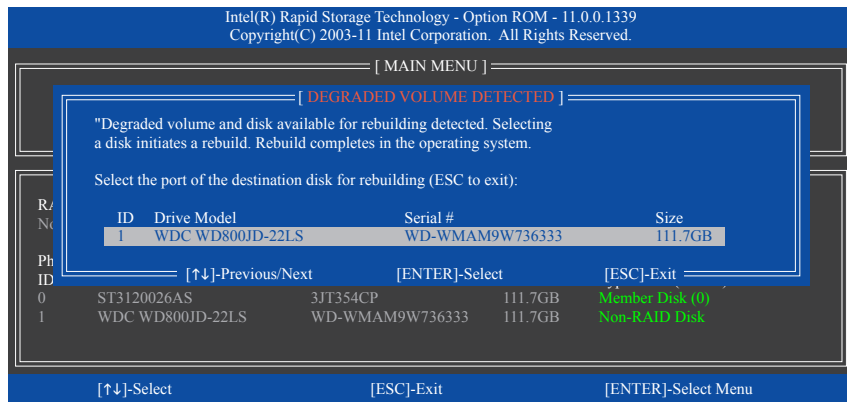 Intel(R) Rapid Storage Technology - Option ROM - 11.0.0.1339
Copyright(C) 2003-11 Intel Corporation. All Rights Reserved.
[ MAIN MENU ]
[ DEGRADED VOLUME DETECTED ]
"Degraded volume and disk available for rebuilding detected. Selecting
a disk initiates a rebuild. Rebuild completes in the operating system.
Select the port of the destination disk for rebuilding (ESC to exit):
ID Drive Model Serial # Size
1 WDC WD800JD-22LS WD-WMAM9W736333 111.7GB
[↑↓]-Previous/Next [ENTER]-Select [ESC]-Exit
ID
0 ST3120026AS 3JT354CP 111.7GB Member Disk (0)
1 WDC WD800JD-22LS WD-WMAM9W736333 111.7GB Non-RAID Disk
[↑↓]-Select [ESC]-Exit [ENTER]-Select Menu